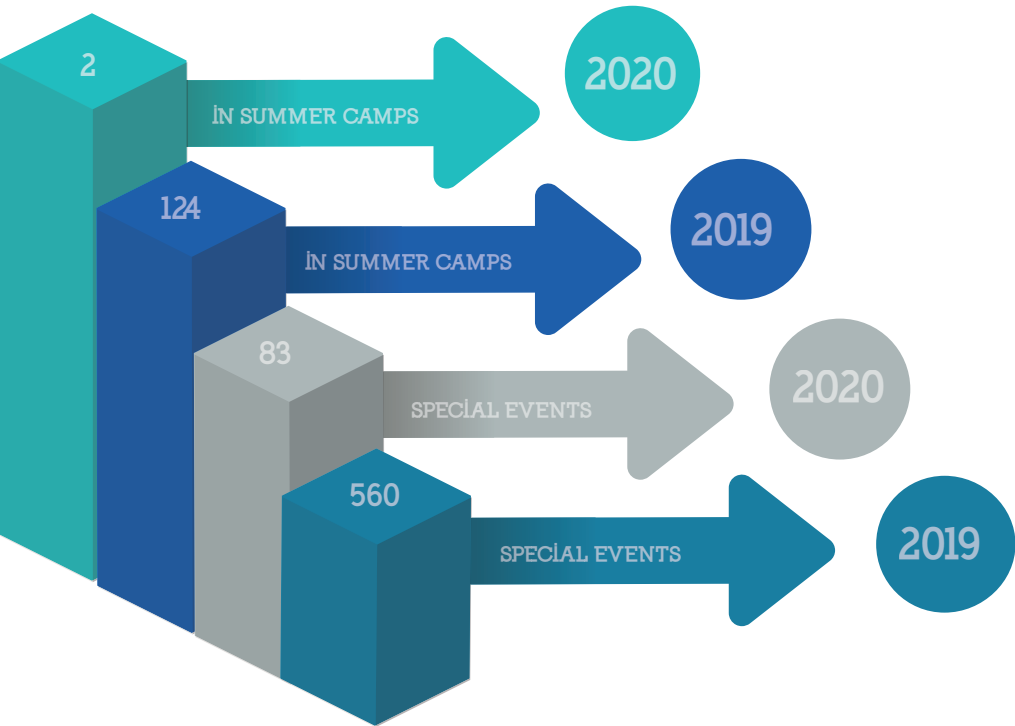 2
İN SUMMER CAMPS
2020
124
İN SUMMER CAMPS
2019
83
SPECİAL EVENTS
2020
560
SPECİAL EVENTS
2019